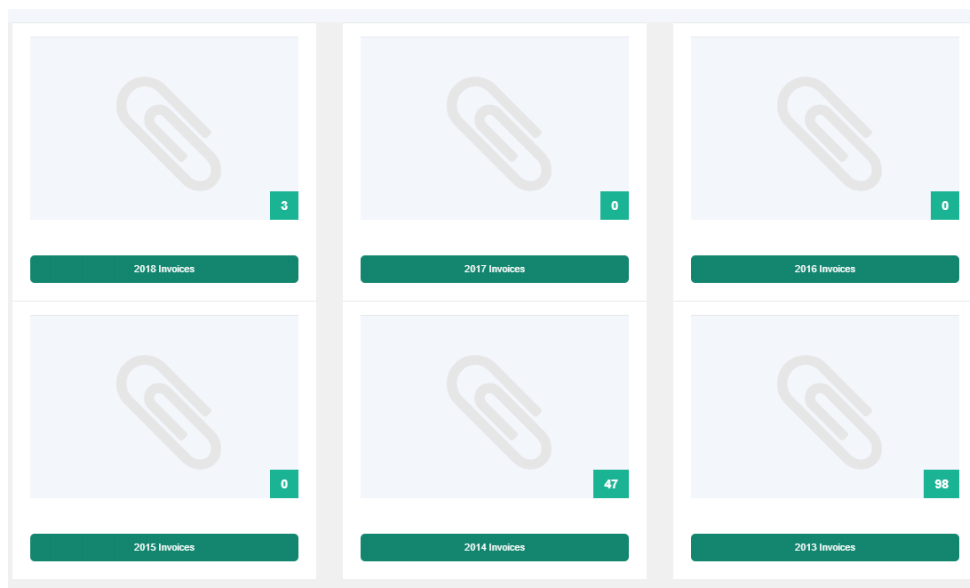 3
0
0
2018 Invoices
2017 Invoices
2016 Invoices
0
47
98
2015 Invoices
2014 Invoices
2013 Invoices